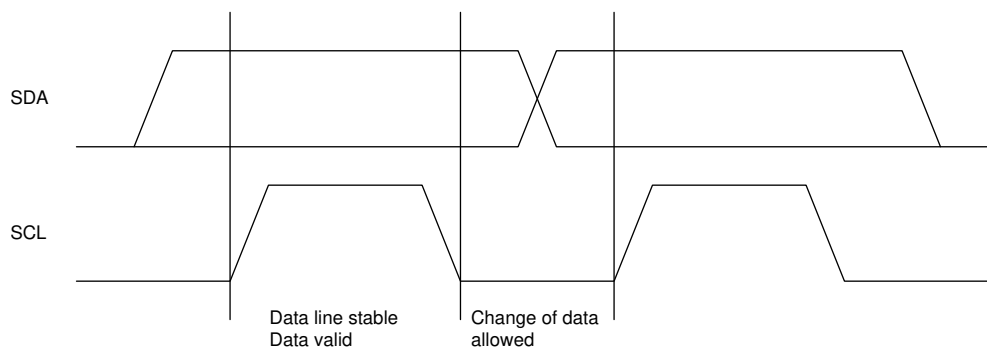 SDA
SCL
Data line stable
Data valid
Change of data
allowed